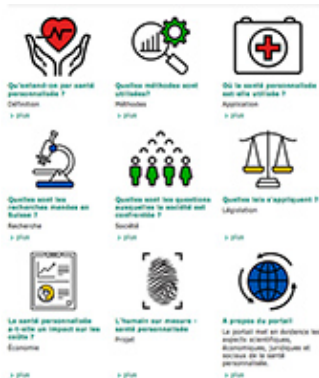 Qu'entend-on par santé
personnalisée ?
Définition
> plus
Quelles méthodes sont
utilisées?
Méthodes
> plus
Où la santé personnalisée
est-elle utilisée ?
Application
> plus
Quelles sont les
recherches menées en
Suisse ?
Recherche
> plus
Quelles sont les questions
auxquelles la société est
confrontée ?
Société
> plus
Quelles lois s'appliquent ?
Législation
> plus
La santé personnalisée
a-t-elle un impact sur les
coûts ?
Économie
> plus
L'humain sur mesure -
santé personnalisée
Projet
> plus
A propos du portail
Le portail met en évidence les
aspects scientifiques,
économiques, juridiques et
sociaux de la santé
personnalisée.
> plus